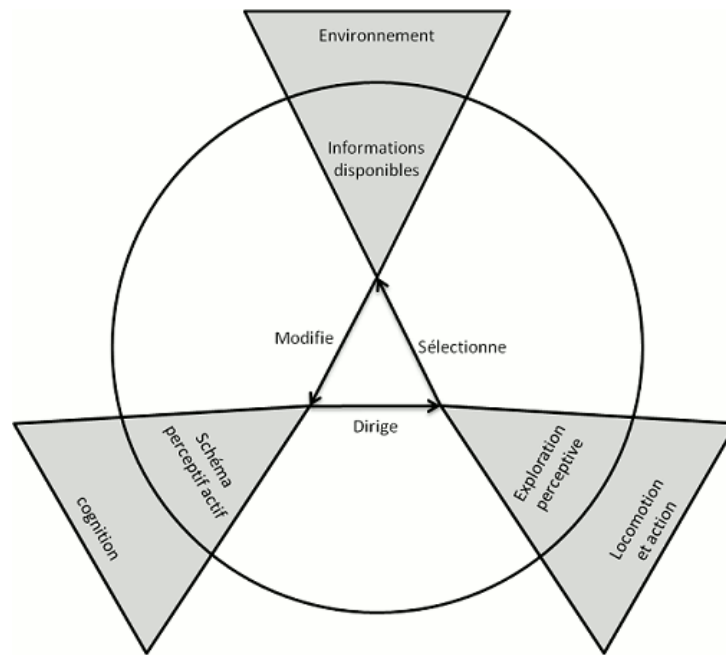 Environnement
Informations
disponibles
Modifie
Sélectionne
Dirige
Schéma
perceptif actif
cognition
Exploration
perceptive
Locomotion
et action